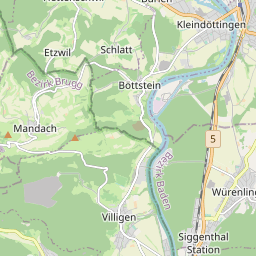 Kleindöttingen
Etzwil
Schlatt
Böttstein
Bezirk Brugg
Mandach
5
Bezirk Baden
Villigen
Würenlin
Siggenthal
Station